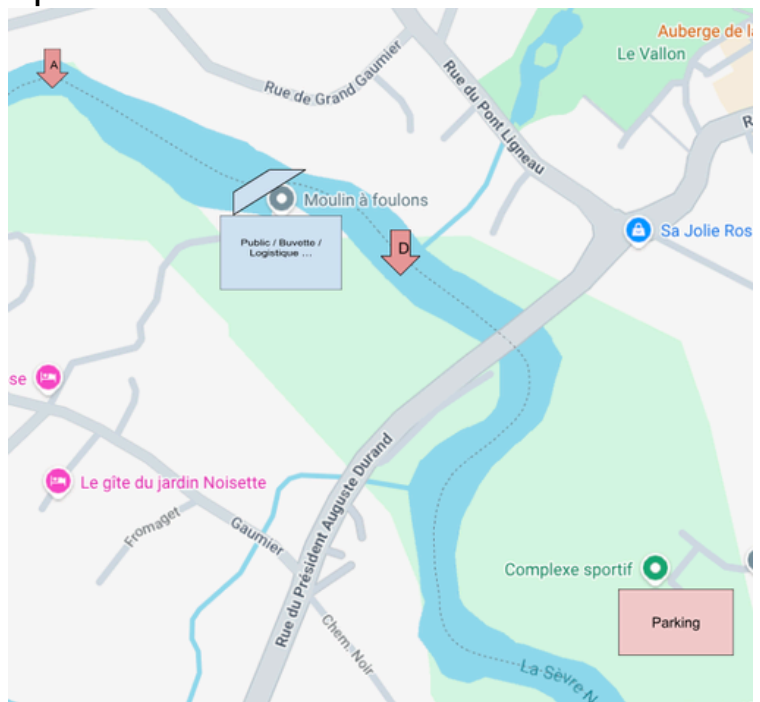 A
Auberge de l
Le Vallon
Rue de Grand Gaumier
Rue du Pont Ligneau
R
Moulin à foulons
Public / Buvette /
Logistique ...
D
Sa Jolie Ros
se
Le gîte du jardin Noisette
Rue du Président Auguste Durand
Fromaget
Gaumier
Complexe sportif
Parking
Chem. Noir
La Sèvre N